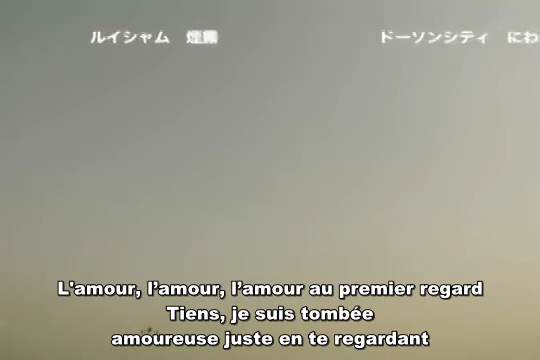 ルイシャム 煙霧
ドーソンシティ にわ
L'amour, l'amour, l'amour au premier regard
Tiens, je suis tombée
amoureuse juste en te regardant